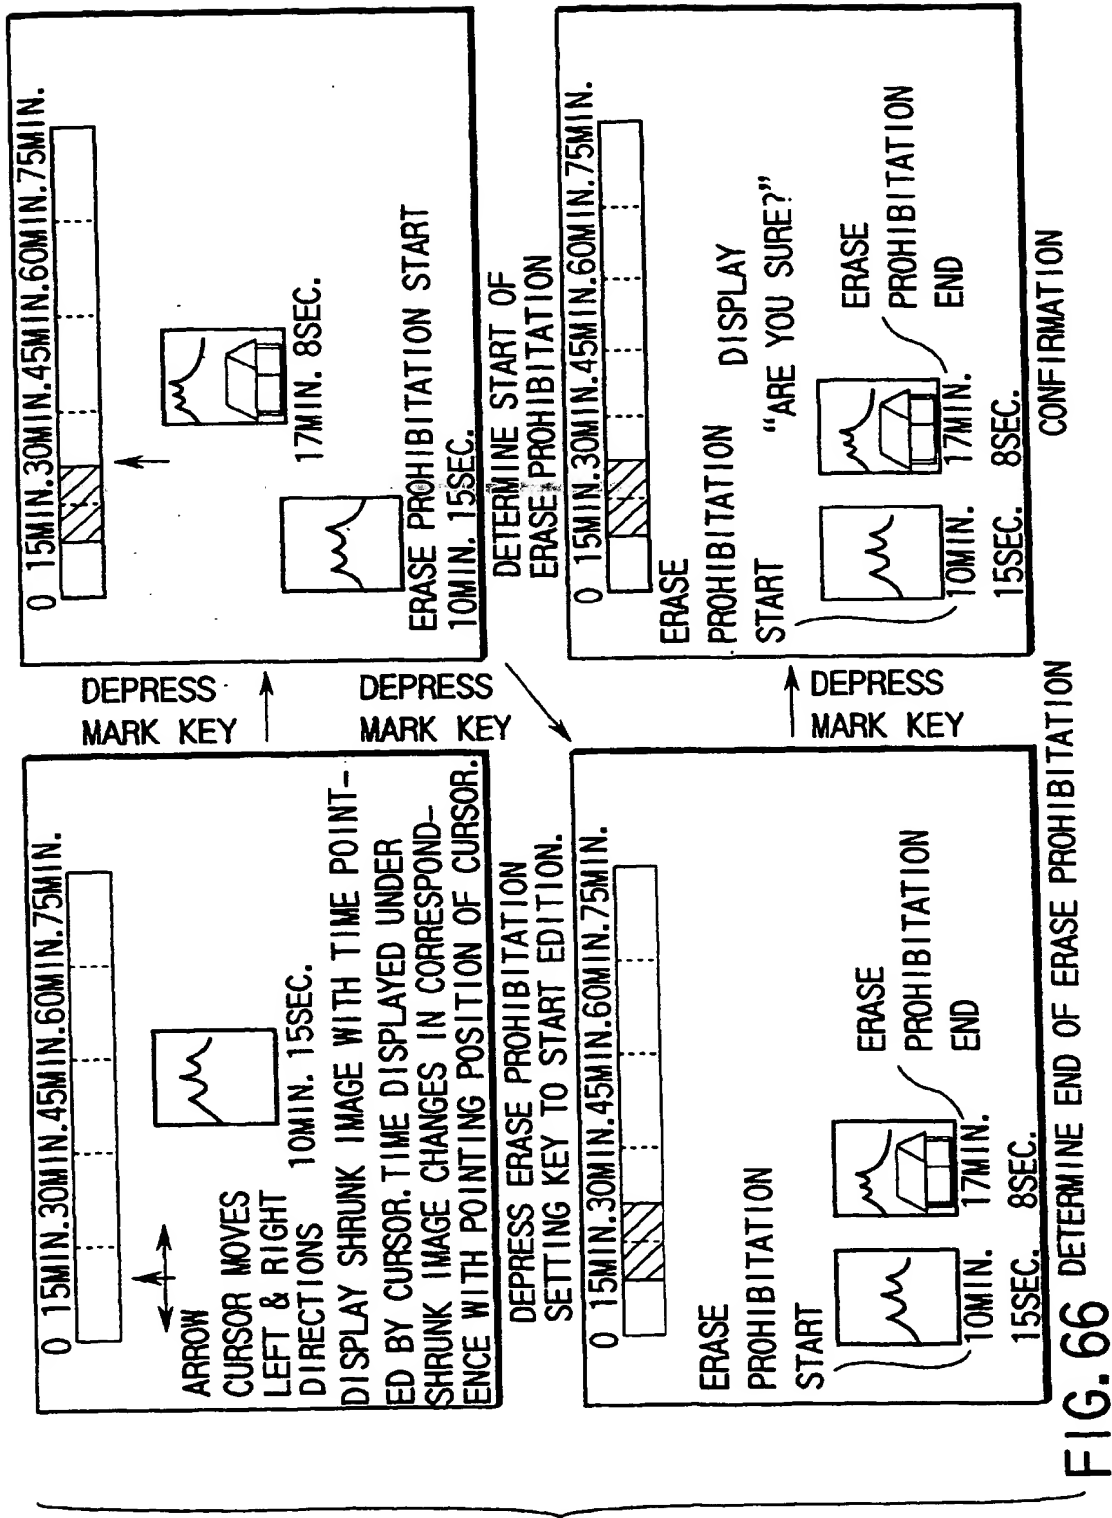 0 15MIN.30MIN.45MIN.60MIN.75MIN.
ARROW
CURSOR MOVES
LEFT & RIGHT
DIRECTIONS
10MIN. 15SEC.
DISPLAY SHRUNK IMAGE WITH TIME POINT-
ED BY CURSOR. TIME DISPLAYED UNDER
SHRUNK IMAGE CHANGES IN CORRESPOND-
ENCE WITH POINTING POSITION OF CURSOR.
DEPRESS ERASE PROHIBITATION
SETTING KEY TO START EDITION.
DEPRESS
MARK KEY
0 15MIN.30MIN.45MIN.60MIN.75MIN.
17MIN. 8SEC.
ERASE PROHIBITATION START
10MIN. 15SEC.
DETERMINE START OF
ERASE PROHIBITATION
DEPRESS
MARK KEY
0 15MIN.30MIN.45MIN.60MIN.75MIN.
ERASE
PROHIBITATION
START
ERASE
PROHIBITATION
END
10MIN.
15SEC.
17MIN.
8SEC.
DETERMINE END OF ERASE PROHIBITATION
DEPRESS
MARK KEY
0 15MIN.30MIN.45MIN.60MIN.75MIN.
ERASE
PROHIBITATION
START
DISPLAY
“ARE YOU SURE?”
ERASE
PROHIBITATION
END
10MIN.
15SEC.
17MIN.
8SEC.
CONFIRMATION
FIG. 66